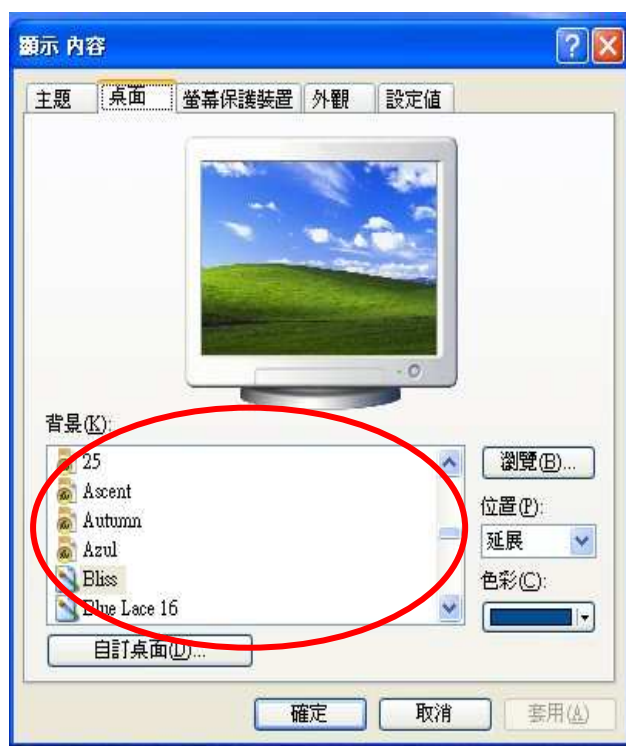 顯示 內容
主題 桌面 螢幕保護裝置 外觀 設定值
背景(K):
25
Ascent
Autumn
Azul
Bliss
Blue Lace 16
瀏覽(B)...
位置(P):
延展
色彩(C):
自訂桌面(D)...
確定 取消 套用(A)